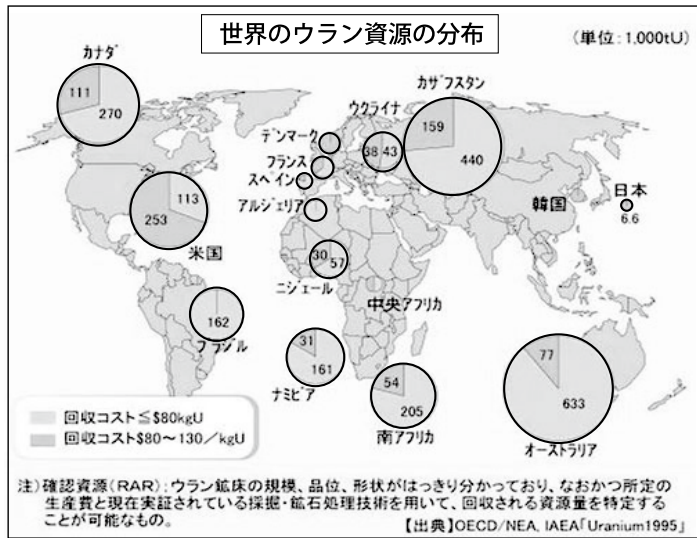 世界のウラン資源の分布
(単位:1,000tU)
カナダ
111
270
カザフスタン
159
440
ウクライナ
38 43
デンマーク
フランス
スペイン
アルジェリア
韓国
日本
6.6
113
253
米国
30
57
ニジェール
中央アフリカ
162
ブラジル
31
161
ナミビア
54
205
南アフリカ
77
633
オーストラリア
回収コスト≦$80kgU
回収コスト$80~130/kgU
注)確認資源(RAR):ウラン鉱床の規模、品位、形状がはっきり分かっており、なおかつ所定の
生産費と現在実証されている採掘・鉱石処理技術を用いて、回収される資源量を特定する
ことが可能なもの。
【出典】OECD/NEA, IAEA「Uranium1995」